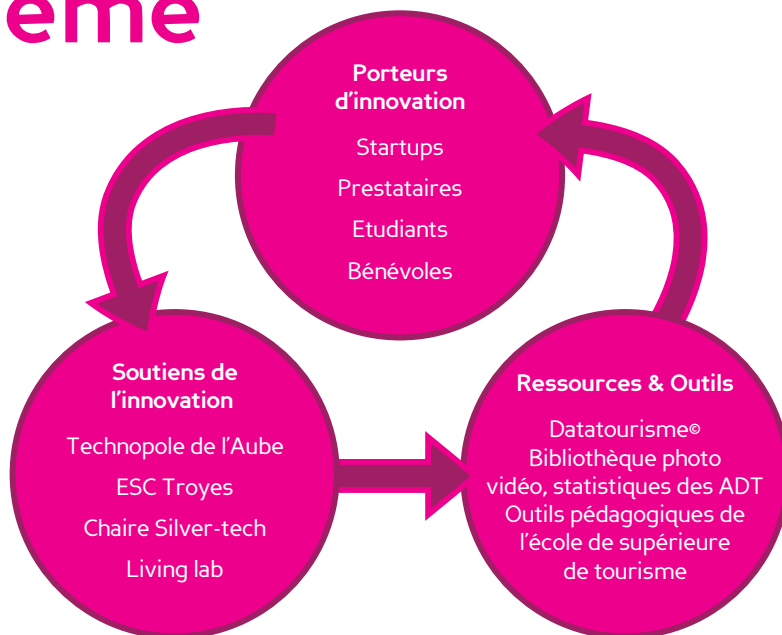 ème
Porteurs
d'innovation
Startups
Prestataires
Etudiants
Bénévoles
Soutiens de
l'innovation
Technopole de l'Aube
ESC Troyes
Chaire Silver-tech
Living lab
Ressources & Outils
Datatourisme©
Bibliothèque photo
vidéo, statistiques des ADT
Outils pédagogiques de
l'école de supérieure
de tourisme